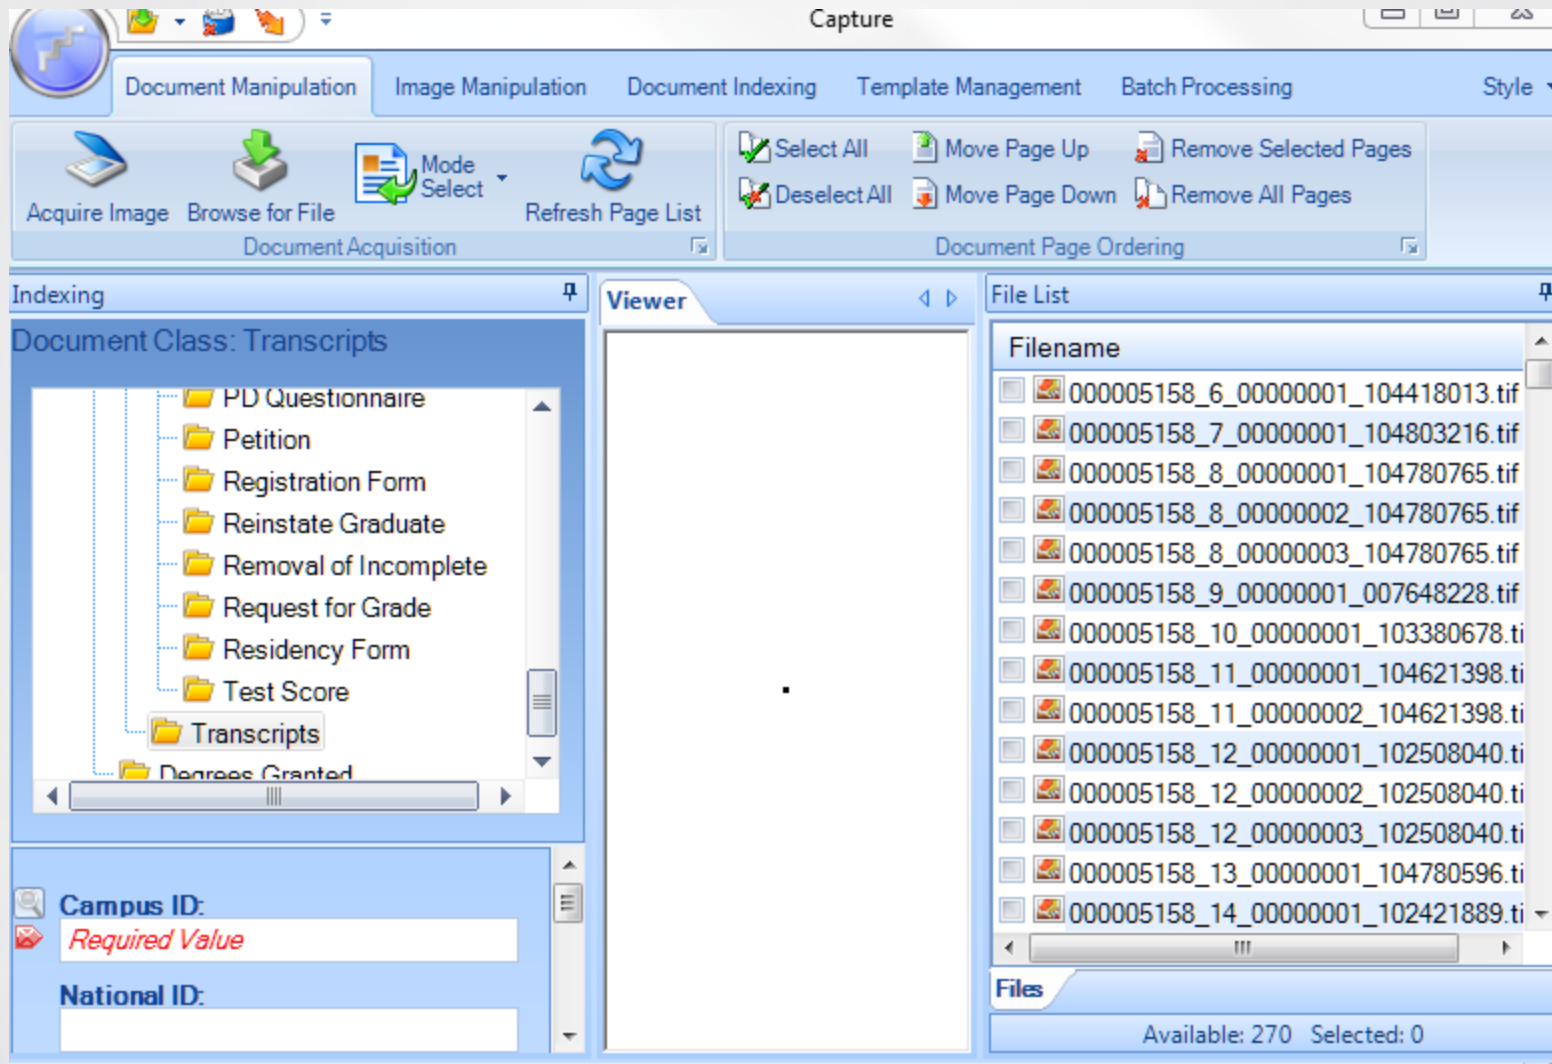 Capture
Document Manipulation Image Manipulation Document Indexing Template Management Batch Processing Style
Acquire Image
Browse for File
Mode
Select
Refresh Page List
Document Acquisition
Select All
Move Page Up
Remove Selected Pages
Deselect All
Move Page Down
Remove All Pages
Document Page Ordering
Indexing
Document Class: Transcripts
PD Questionnaire
Petition
Registration Form
Reinstate Graduate
Removal of Incomplete
Request for Grade
Residency Form
Test Score
Transcripts
Degrees Granted
Campus ID:
Required Value
National ID:
Viewer
File List
Filename
000005158_6_00000001_104418013.tif
000005158_7_00000001_104803216.tif
000005158_8_00000001_104780765.tif
000005158_8_00000002_104780765.tif
000005158_8_00000003_104780765.tif
000005158_9_00000001_007648228.tif
000005158_10_00000001_103380678.ti
000005158_11_00000001_104621398.ti
000005158_11_00000002_104621398.ti
000005158_12_00000001_102508040.ti
000005158_12_00000002_102508040.ti
000005158_12_00000003_102508040.ti
000005158_13_00000001_104780596.ti
000005158_14_00000001_102421889.ti
Files
Available: 270 Selected: 0